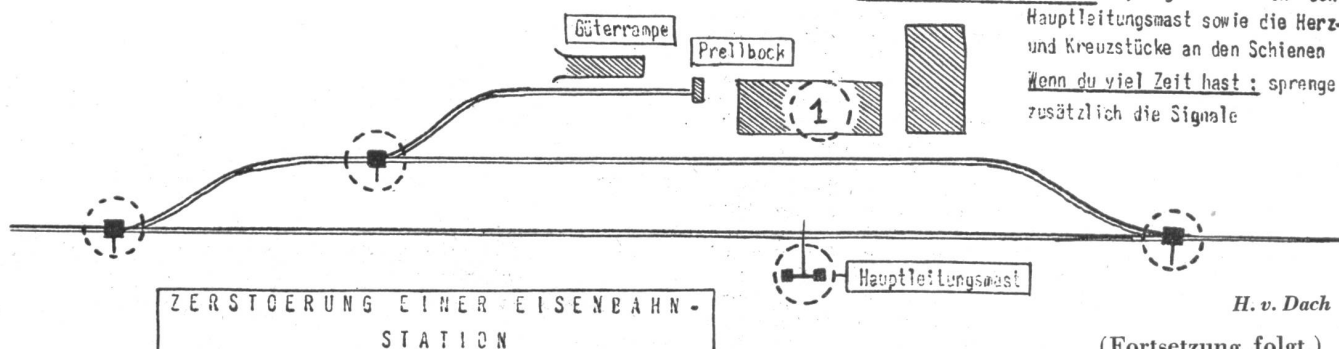 Hauptleitungsmast sowie die Herz-
und Kreuzstücke an den Schienen
Wenn du viel Zeit hast : sprenge
zusätzlich die Signale
Güterrampe
Prellbock
1
Hauptleitungsmast
ZERSTOERUNG EINER EISENBAHN-
STATION
H. v. Dach
(Fortsetzung folgt.)